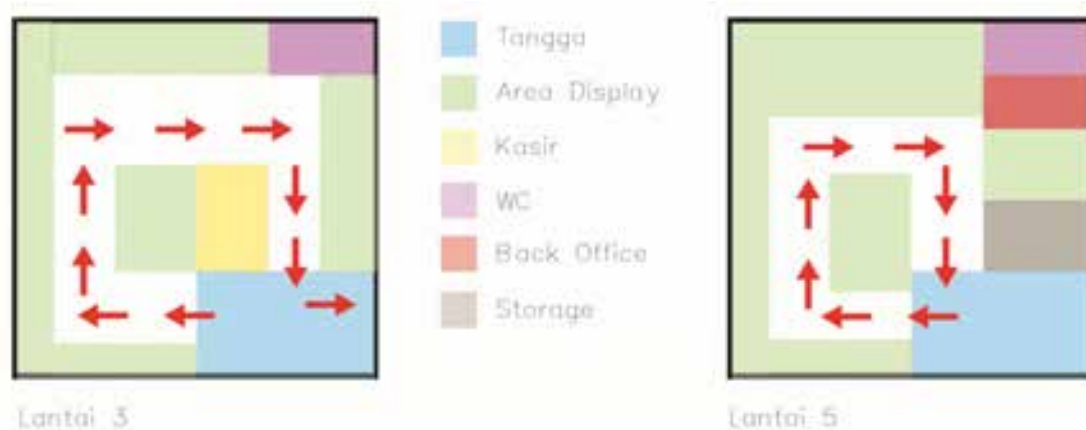 Tangga
Area Display
Kasir
WC
Back Office
Storage
Lantai 3
Lantai 5